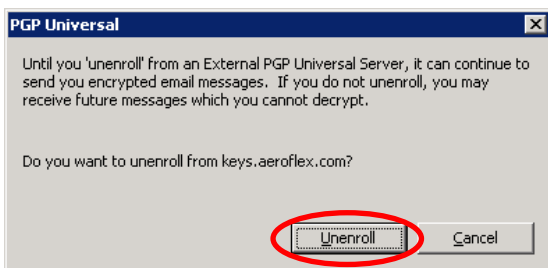 PGP Universal
Until you 'unenroll' from an External PGP Universal Server, it can continue to
send you encrypted email messages.  If you do not unenroll, you may
receive future messages which you cannot decrypt.
Do you want to unenroll from keys.aeroflex.com?
Unenroll
Cancel